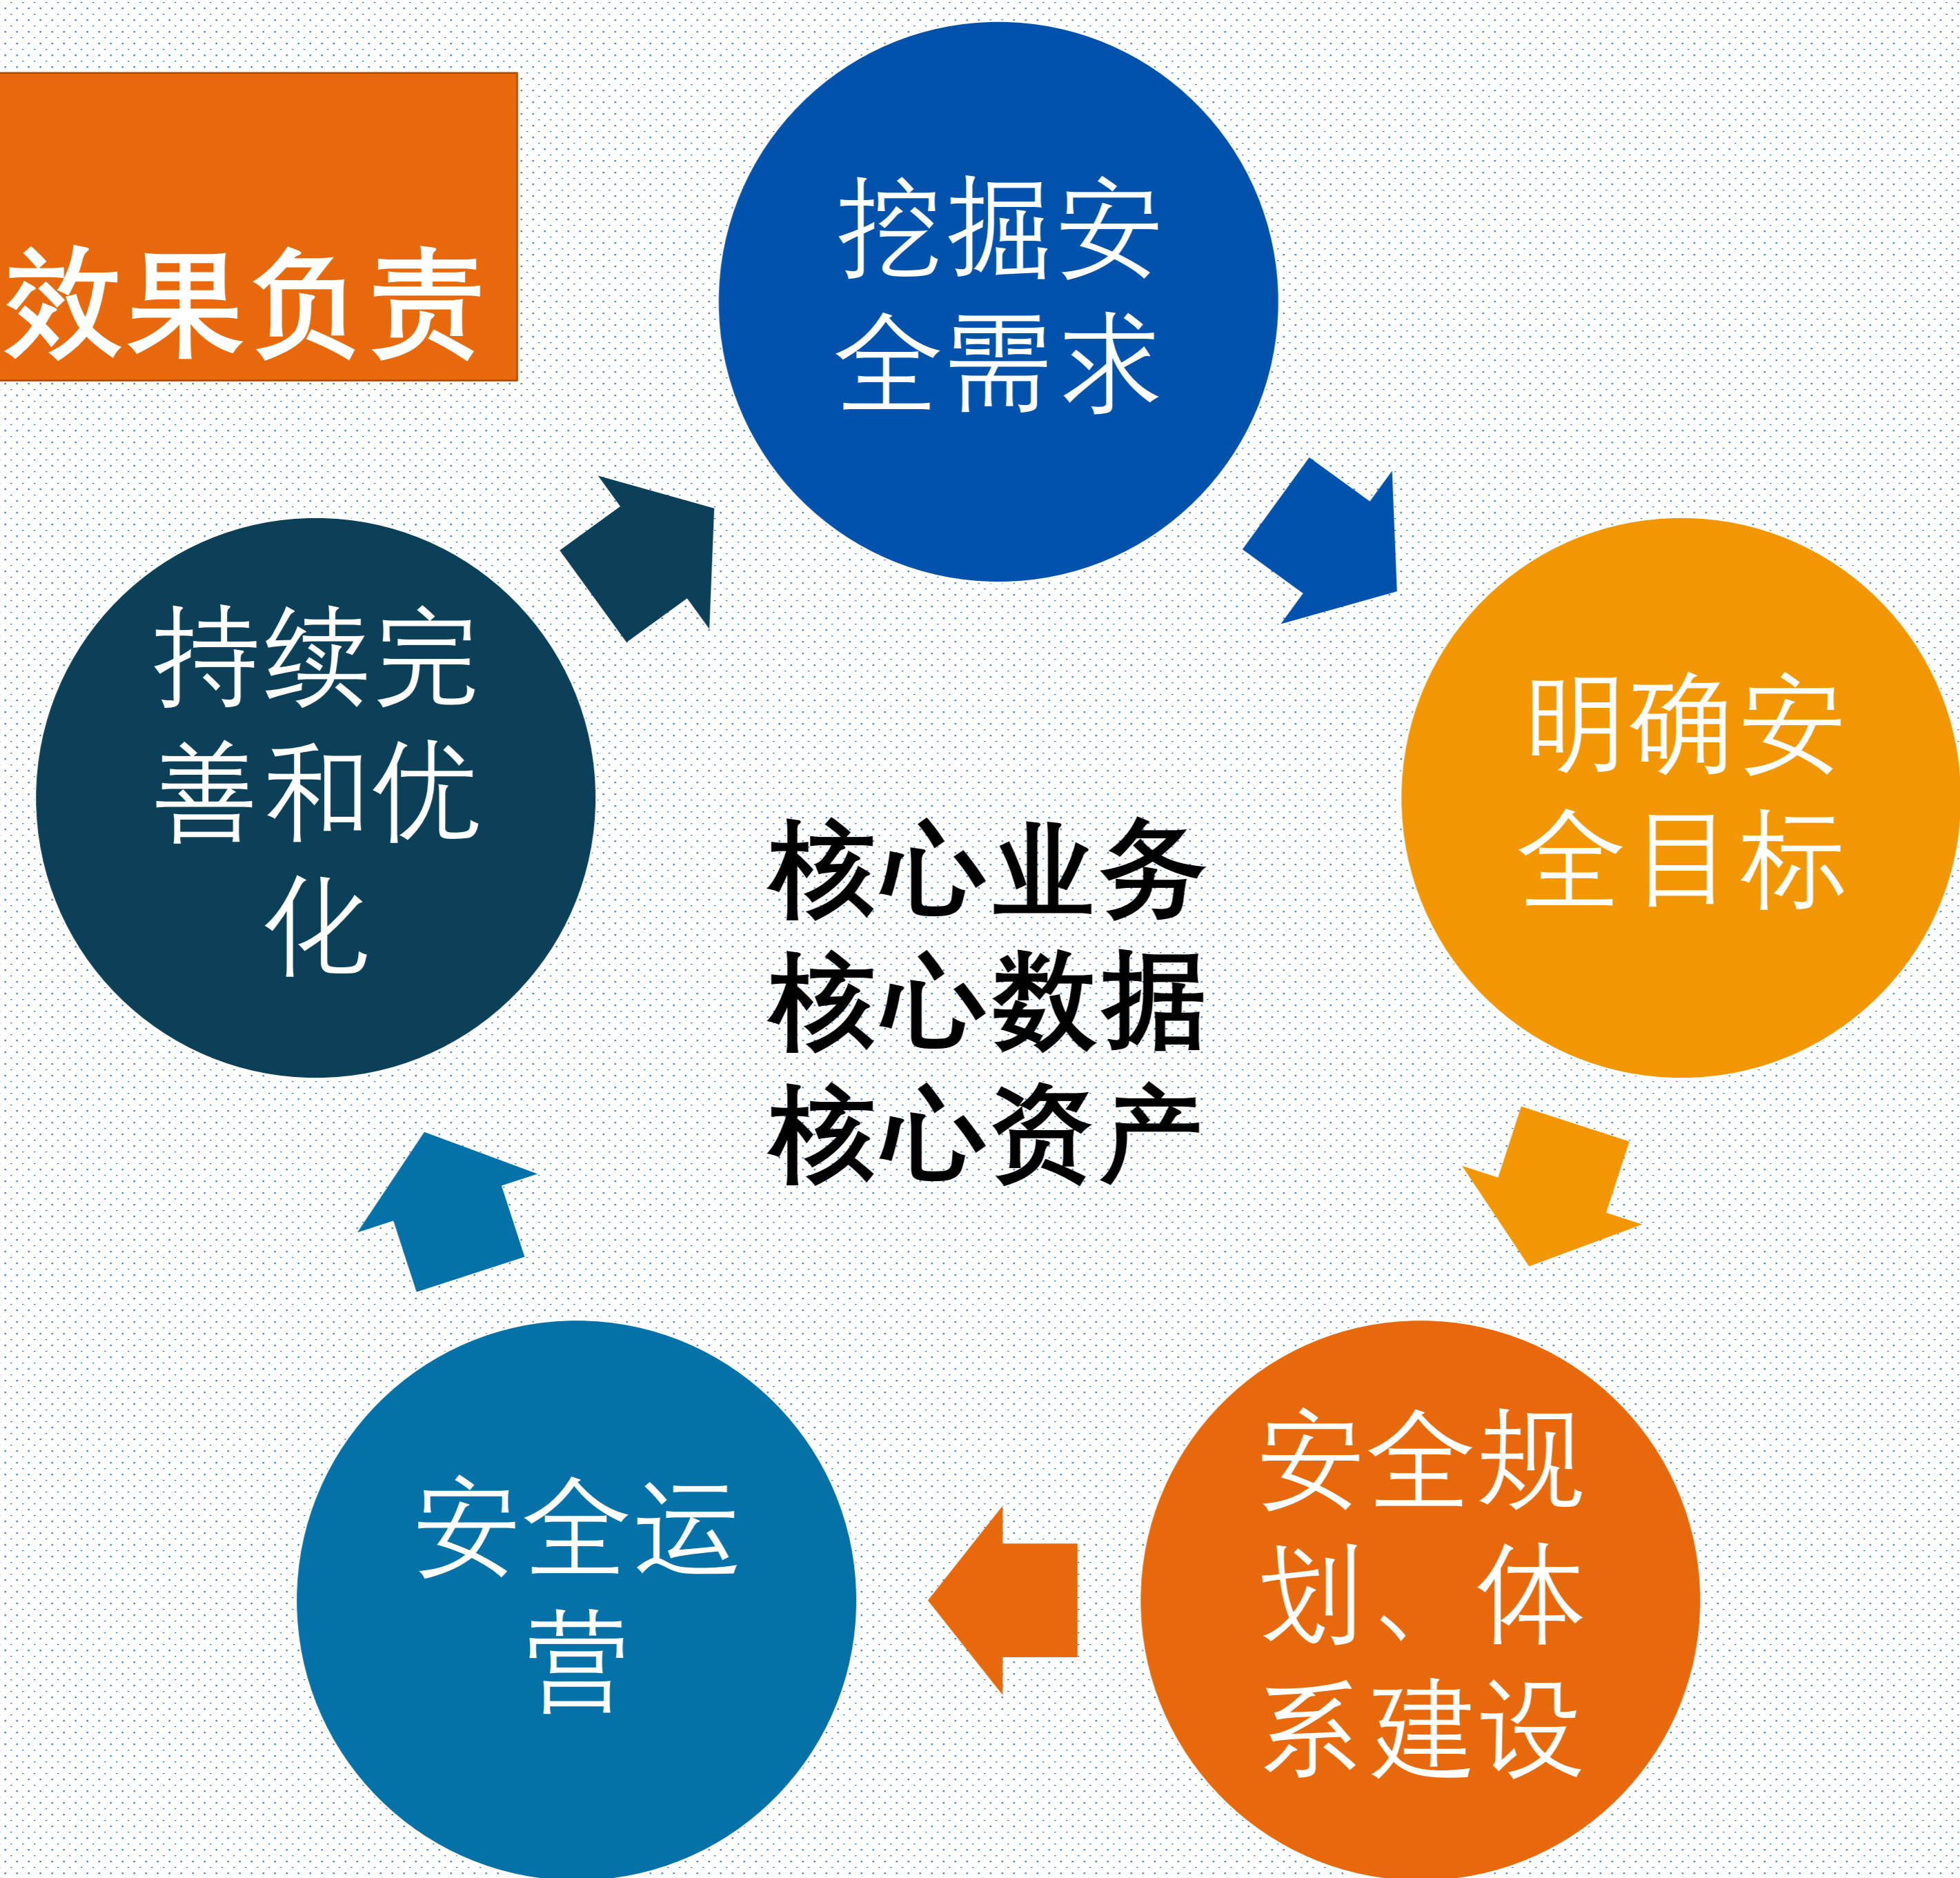 效果负责
挖掘安
全需求
明确安
全目标
安全规
划、体
系建设
安全运
营
持续完
善和优
化
核心业务
核心数据
核心资产